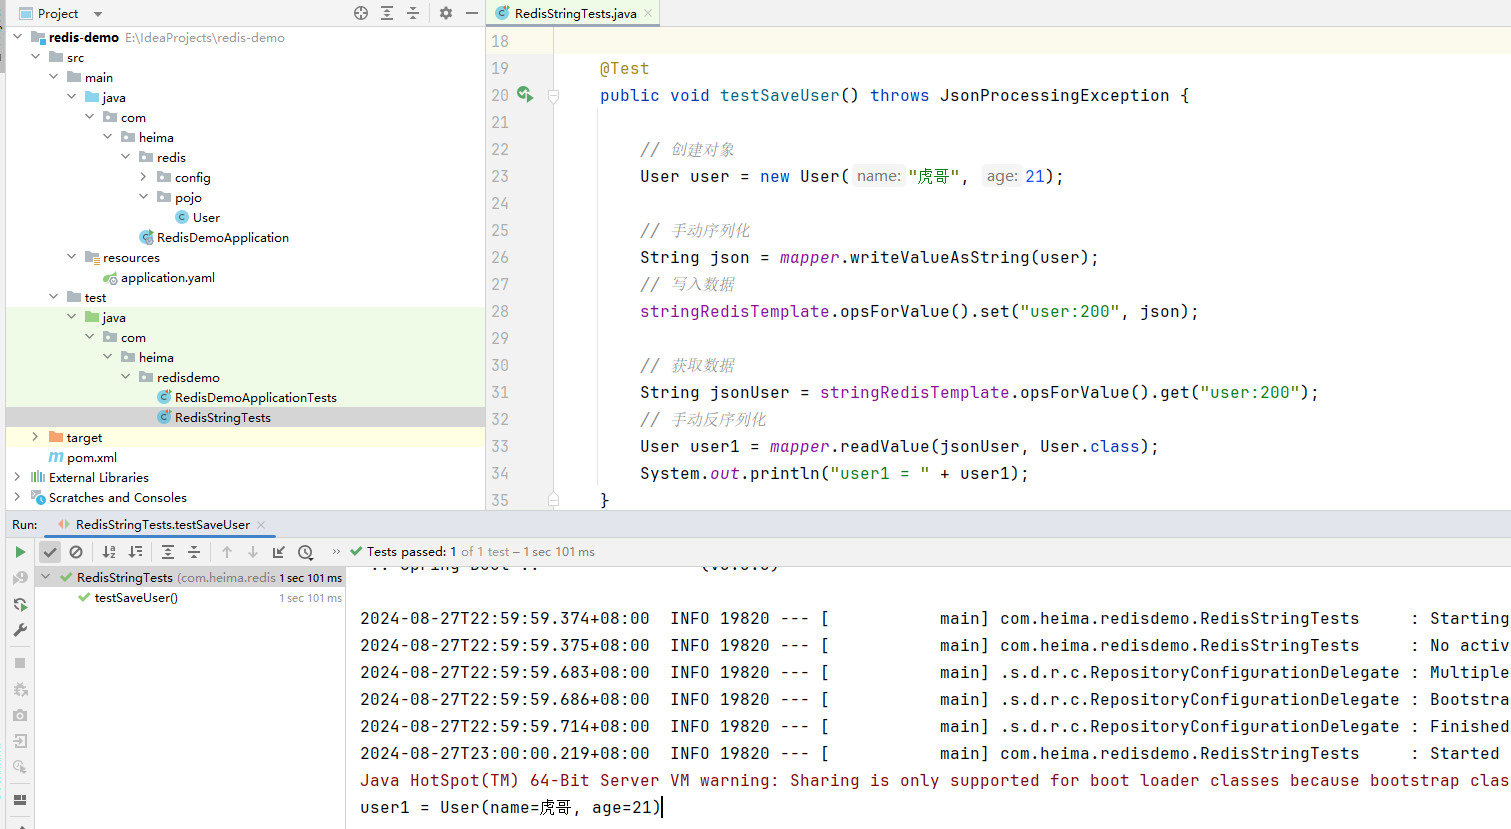 Project
RedisStringTests.java
redis-demo E:\IdeaProjects\redis-demo
src
main
java
com
heima
redis
config
pojo
User
RedisDemoApplication
resources
application.yaml
test
java
com
heima
redisdemo
RedisDemoApplicationTests
RedisStringTests
target
pom.xml
External Libraries
Scratches and Consoles
18
19 @Test
20 public void testSaveUser() throws JsonProcessingException {
21
22 // 创建对象
23 User user = new User( name: "虎哥", age: 21);
24
25 // 手动序列化
26 String json = mapper.writeValueAsString(user);
27 // 写入数据
28 stringRedisTemplate.opsForValue().set("user:200", json);
29
30 // 获取数据
31 String jsonUser = stringRedisTemplate.opsForValue().get("user:200");
32 // 手动反序列化
33 User user1 = mapper.readValue(jsonUser, User.class);
34 System.out.println("user1 = " + user1);
35 }
Run: RedisStringTests.testSaveUser
Tests passed: 1 of 1 test – 1 sec 101 ms
RedisStringTests (com.heima.redis 1 sec 101 ms
testSaveUser() 1 sec 101 ms
2024-08-27T22:59:59.374+08:00 INFO 19820 --- [ main] com.heima.redisdemo.RedisStringTests : Starting
2024-08-27T22:59:59.375+08:00 INFO 19820 --- [ main] com.heima.redisdemo.RedisStringTests : No activ
2024-08-27T22:59:59.683+08:00 INFO 19820 --- [ main] .s.d.r.c.RepositoryConfigurationDelegate : Multiple
2024-08-27T22:59:59.686+08:00 INFO 19820 --- [ main] .s.d.r.c.RepositoryConfigurationDelegate : Bootstra
2024-08-27T22:59:59.714+08:00 INFO 19820 --- [ main] .s.d.r.c.RepositoryConfigurationDelegate : Finished
2024-08-27T23:00:00.219+08:00 INFO 19820 --- [ main] com.heima.redisdemo.RedisStringTests : Started
Java HotSpot(TM) 64-Bit Server VM warning: Sharing is only supported for boot loader classes because bootstrap clas
user1 = User(name=虎哥, age=21)